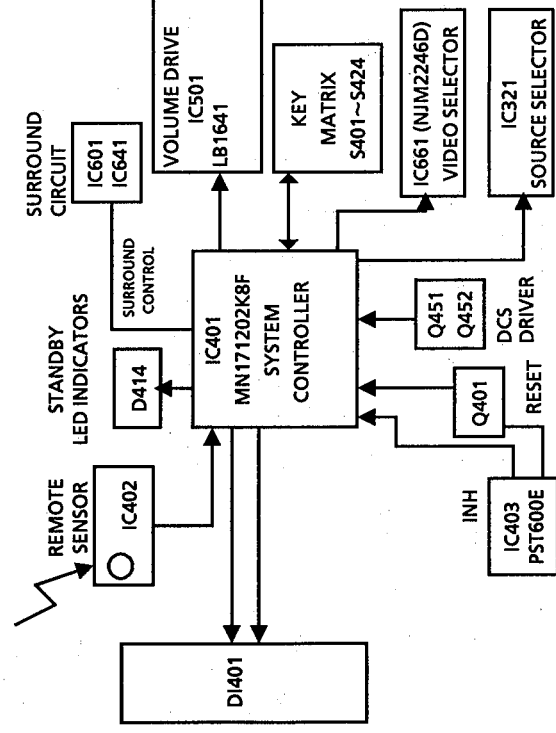 REMOTE
SENSOR
IC402
STANDBY
LED INDICATORS
D414
SURROUND
CIRCUIT
IC601
IC641
SURROUND
CONTROL
DI401
IC401
MN171202K8F
SYSTEM
CONTROLLER
VOLUME DRIVE
IC501
LB1641
KEY
MATRIX
S401~S424
IC661 (NJM2246D)
VIDEO SELECTOR
IC321
SOURCE SELECTOR
INH
IC403
PST600E
Q401
RESET
Q451
Q452
DCS
DRIVER